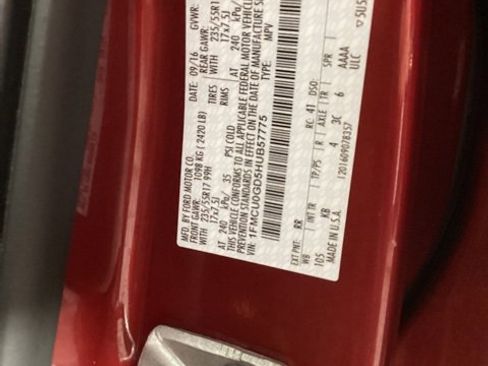 MFD. BY FORD MOTOR CO.
DATE: 09/16 GVWR:
FRONT GAWR: 1098 KG ( 2420 LB) REAR GAWR:
WITH 235/55R17 99H TIRES WITH 235/55R17
17x7.5J RIMS 17x7.5J
AT 240 kPa/ 35 PSI COLD AT 240 kPa/
THIS VEHICLE CONFORMS TO ALL APPLICABLE FEDERAL MOTOR VEHICLE
PREVENTION STANDARDS IN EFFECT ON THE DATE OF MANUFACTURE
VIN: 1FMCU0GD5HUB57775
TYPE: MPV
EXT PNT: RR RC: 41 DSO:
WB INT TR TP/PS R AXLE TR SPR
105 KB 4 3C 6 AAAA
MADE IN U.S.A. 12016090 78357 ULC